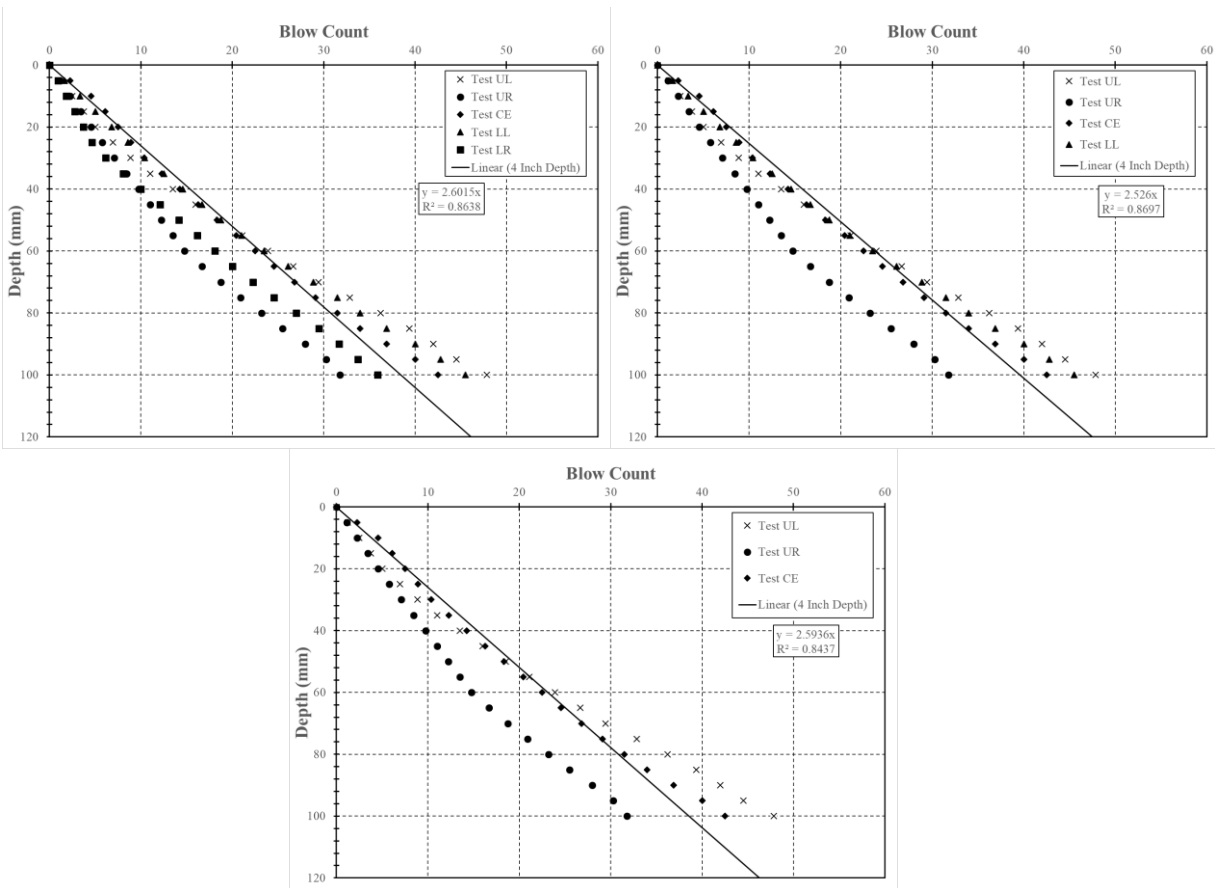 Blow Count
0 10 20 30 40 50 60
0
20
40
60
80
100
120
Depth (mm)
Test UL
Test UR
Test CE
Test LL
Test LR
Linear (4 Inch Depth)
y = 2.6015x
R² = 0.8638
Blow Count
0 10 20 30 40 50 60
0
20
40
60
80
100
120
Depth (mm)
Test UL
Test UR
Test CE
Test LL
Linear (4 Inch Depth)
y = 2.526x
R² = 0.8697
Blow Count
0 10 20 30 40 50 60
0
20
40
60
80
100
120
Depth (mm)
Test UL
Test UR
Test CE
Linear (4 Inch Depth)
y = 2.5936x
R² = 0.8437